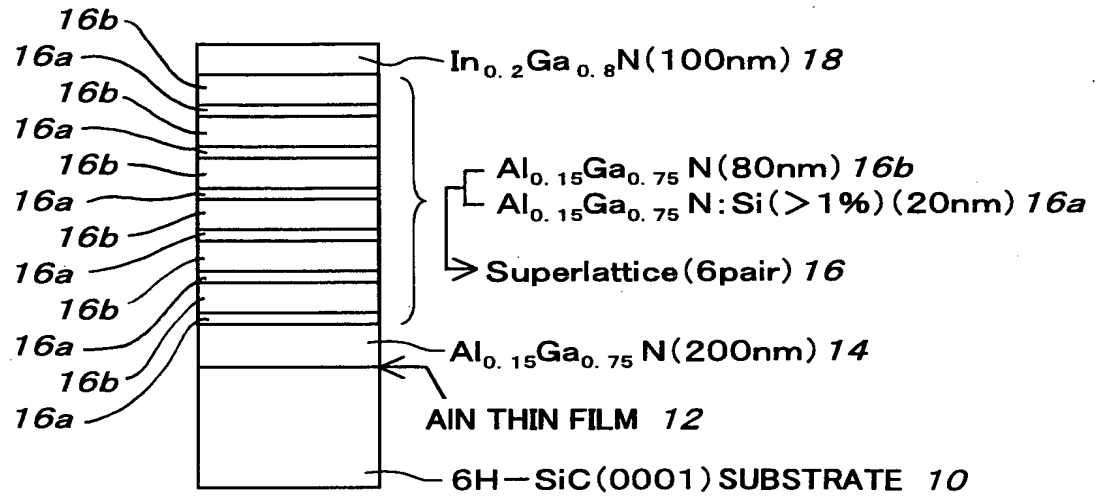 16b
16a
16b
16a
16b
16a
16b
16a
16b
16a
16b
16a
In0.2Ga0.8N(100nm) 18
Al0.15Ga0.75N(80nm) 16b
Al0.15Ga0.75N:Si(>1%)(20nm) 16a
Superlattice(6pair) 16
Al0.15Ga0.75N(200nm) 14
AlN THIN FILM 12
6H-SiC(0001)SUBSTRATE 10